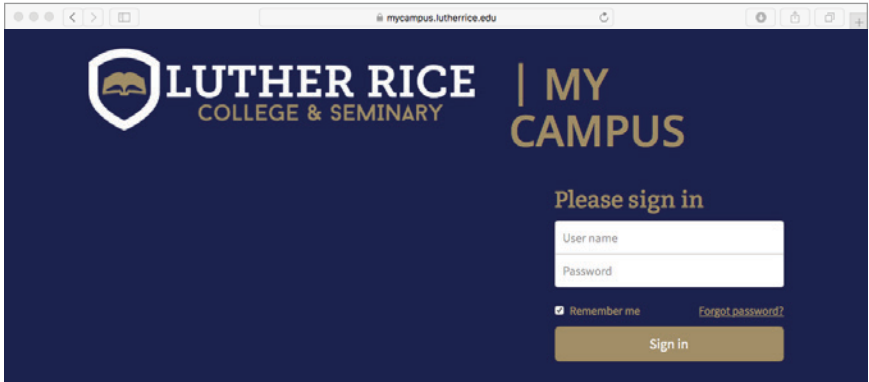 mycampus.lutherrice.edu
LUTHER RICE
COLLEGE & SEMINARY
| MY
CAMPUS
Please sign in
User name
Password
Remember me
Forgot password?
Sign in